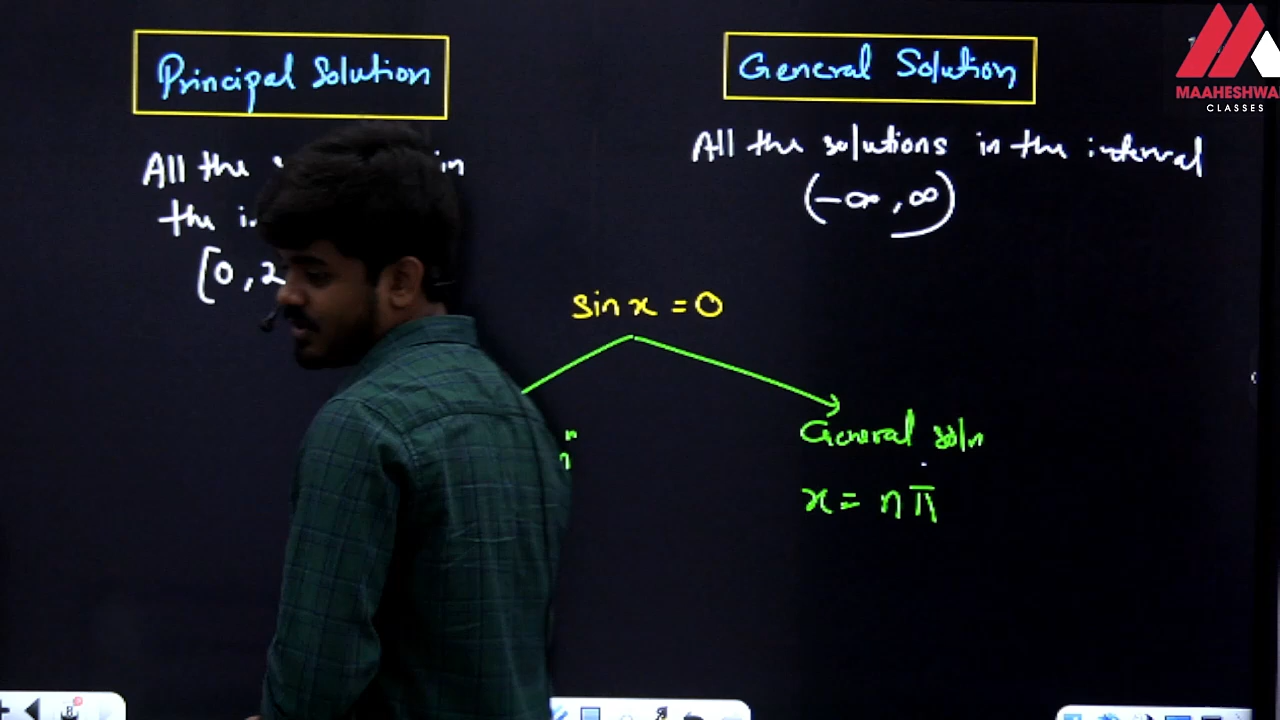 Principal Solution
All the in
the
[0, 2
General Solution
All the solutions in the interval
(-∞, ∞)
sin x = 0
General soln
x = nπ
MAAHESHWA
CLASSES